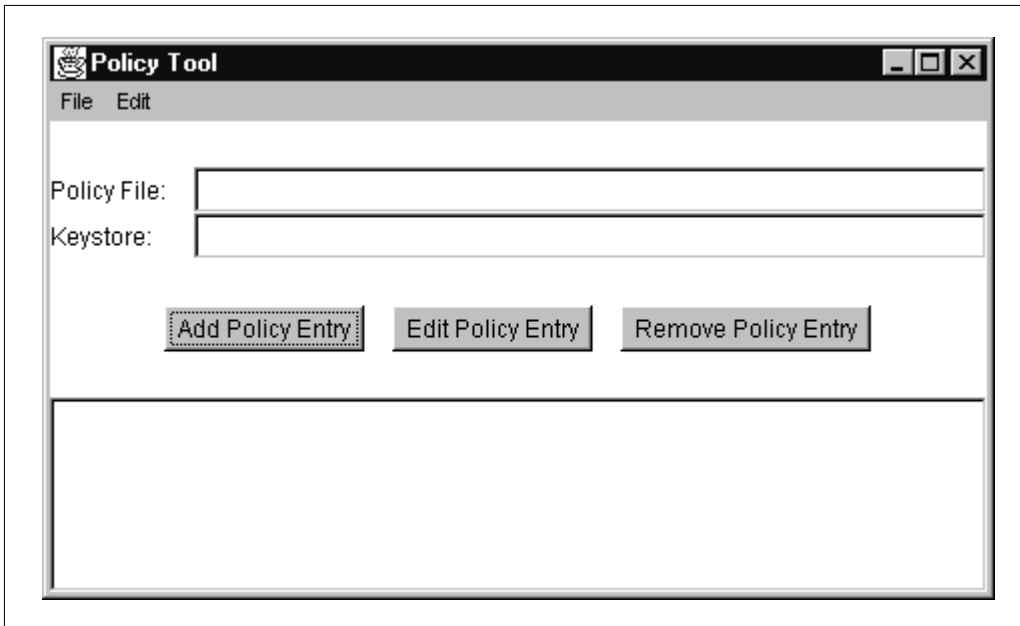 Policy Tool
File Edit
Policy File:
Keystore:
Add Policy Entry Edit Policy Entry Remove Policy Entry